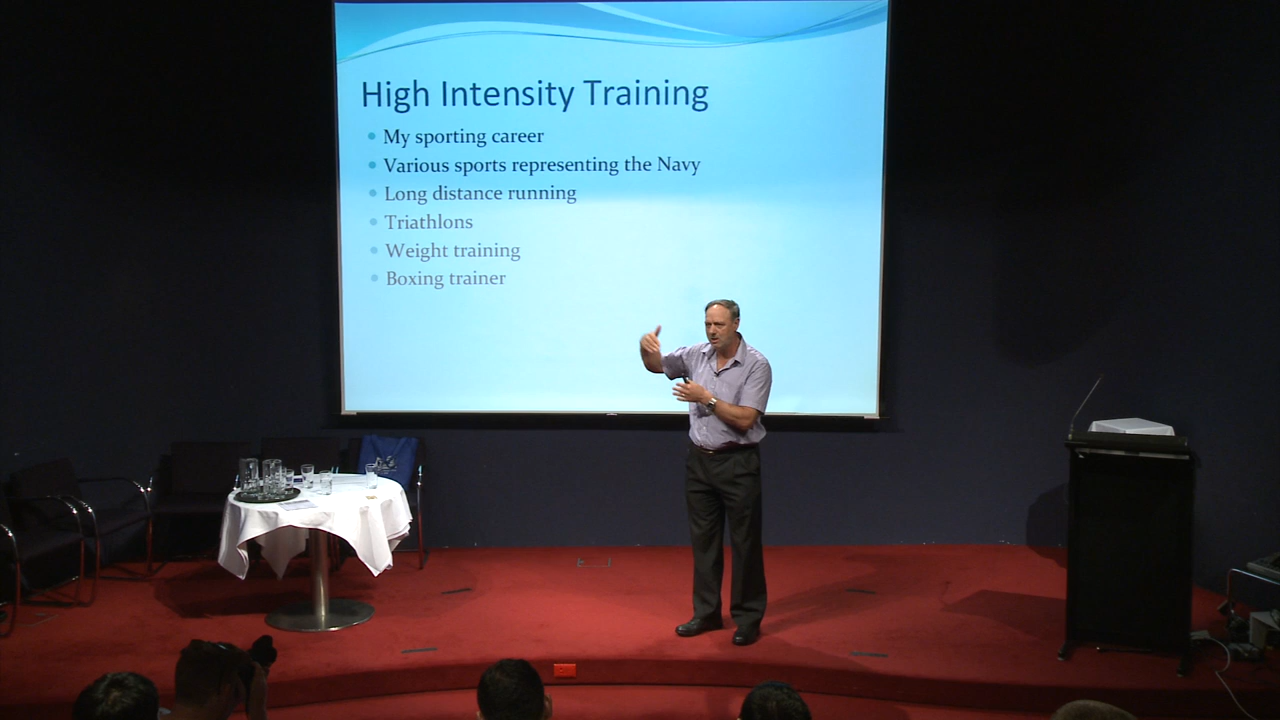 High Intensity Training
My sporting career
Various sports representing the Navy
Long distance running
Triathlons
Weight training
Boxing trainer